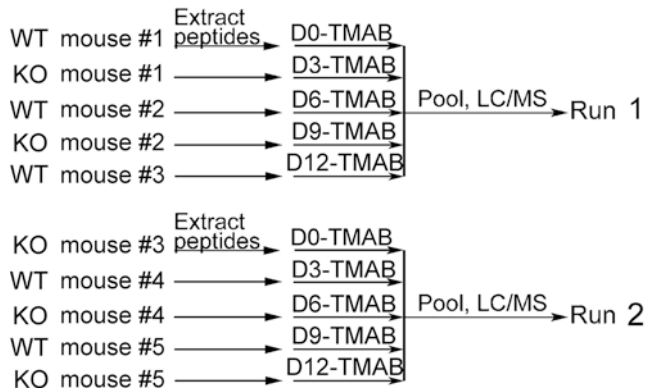 Extract
WT mouse #1 peptides D0-TMAB
KO mouse #1 D3-TMAB
WT mouse #2 D6-TMAB Pool, LC/MS Run 1
KO mouse #2 D9-TMAB
WT mouse #3 D12-TMAB
Extract
KO mouse #3 peptides D0-TMAB
WT mouse #4 D3-TMAB
KO mouse #4 D6-TMAB Pool, LC/MS Run 2
WT mouse #5 D9-TMAB
KO mouse #5 D12-TMAB